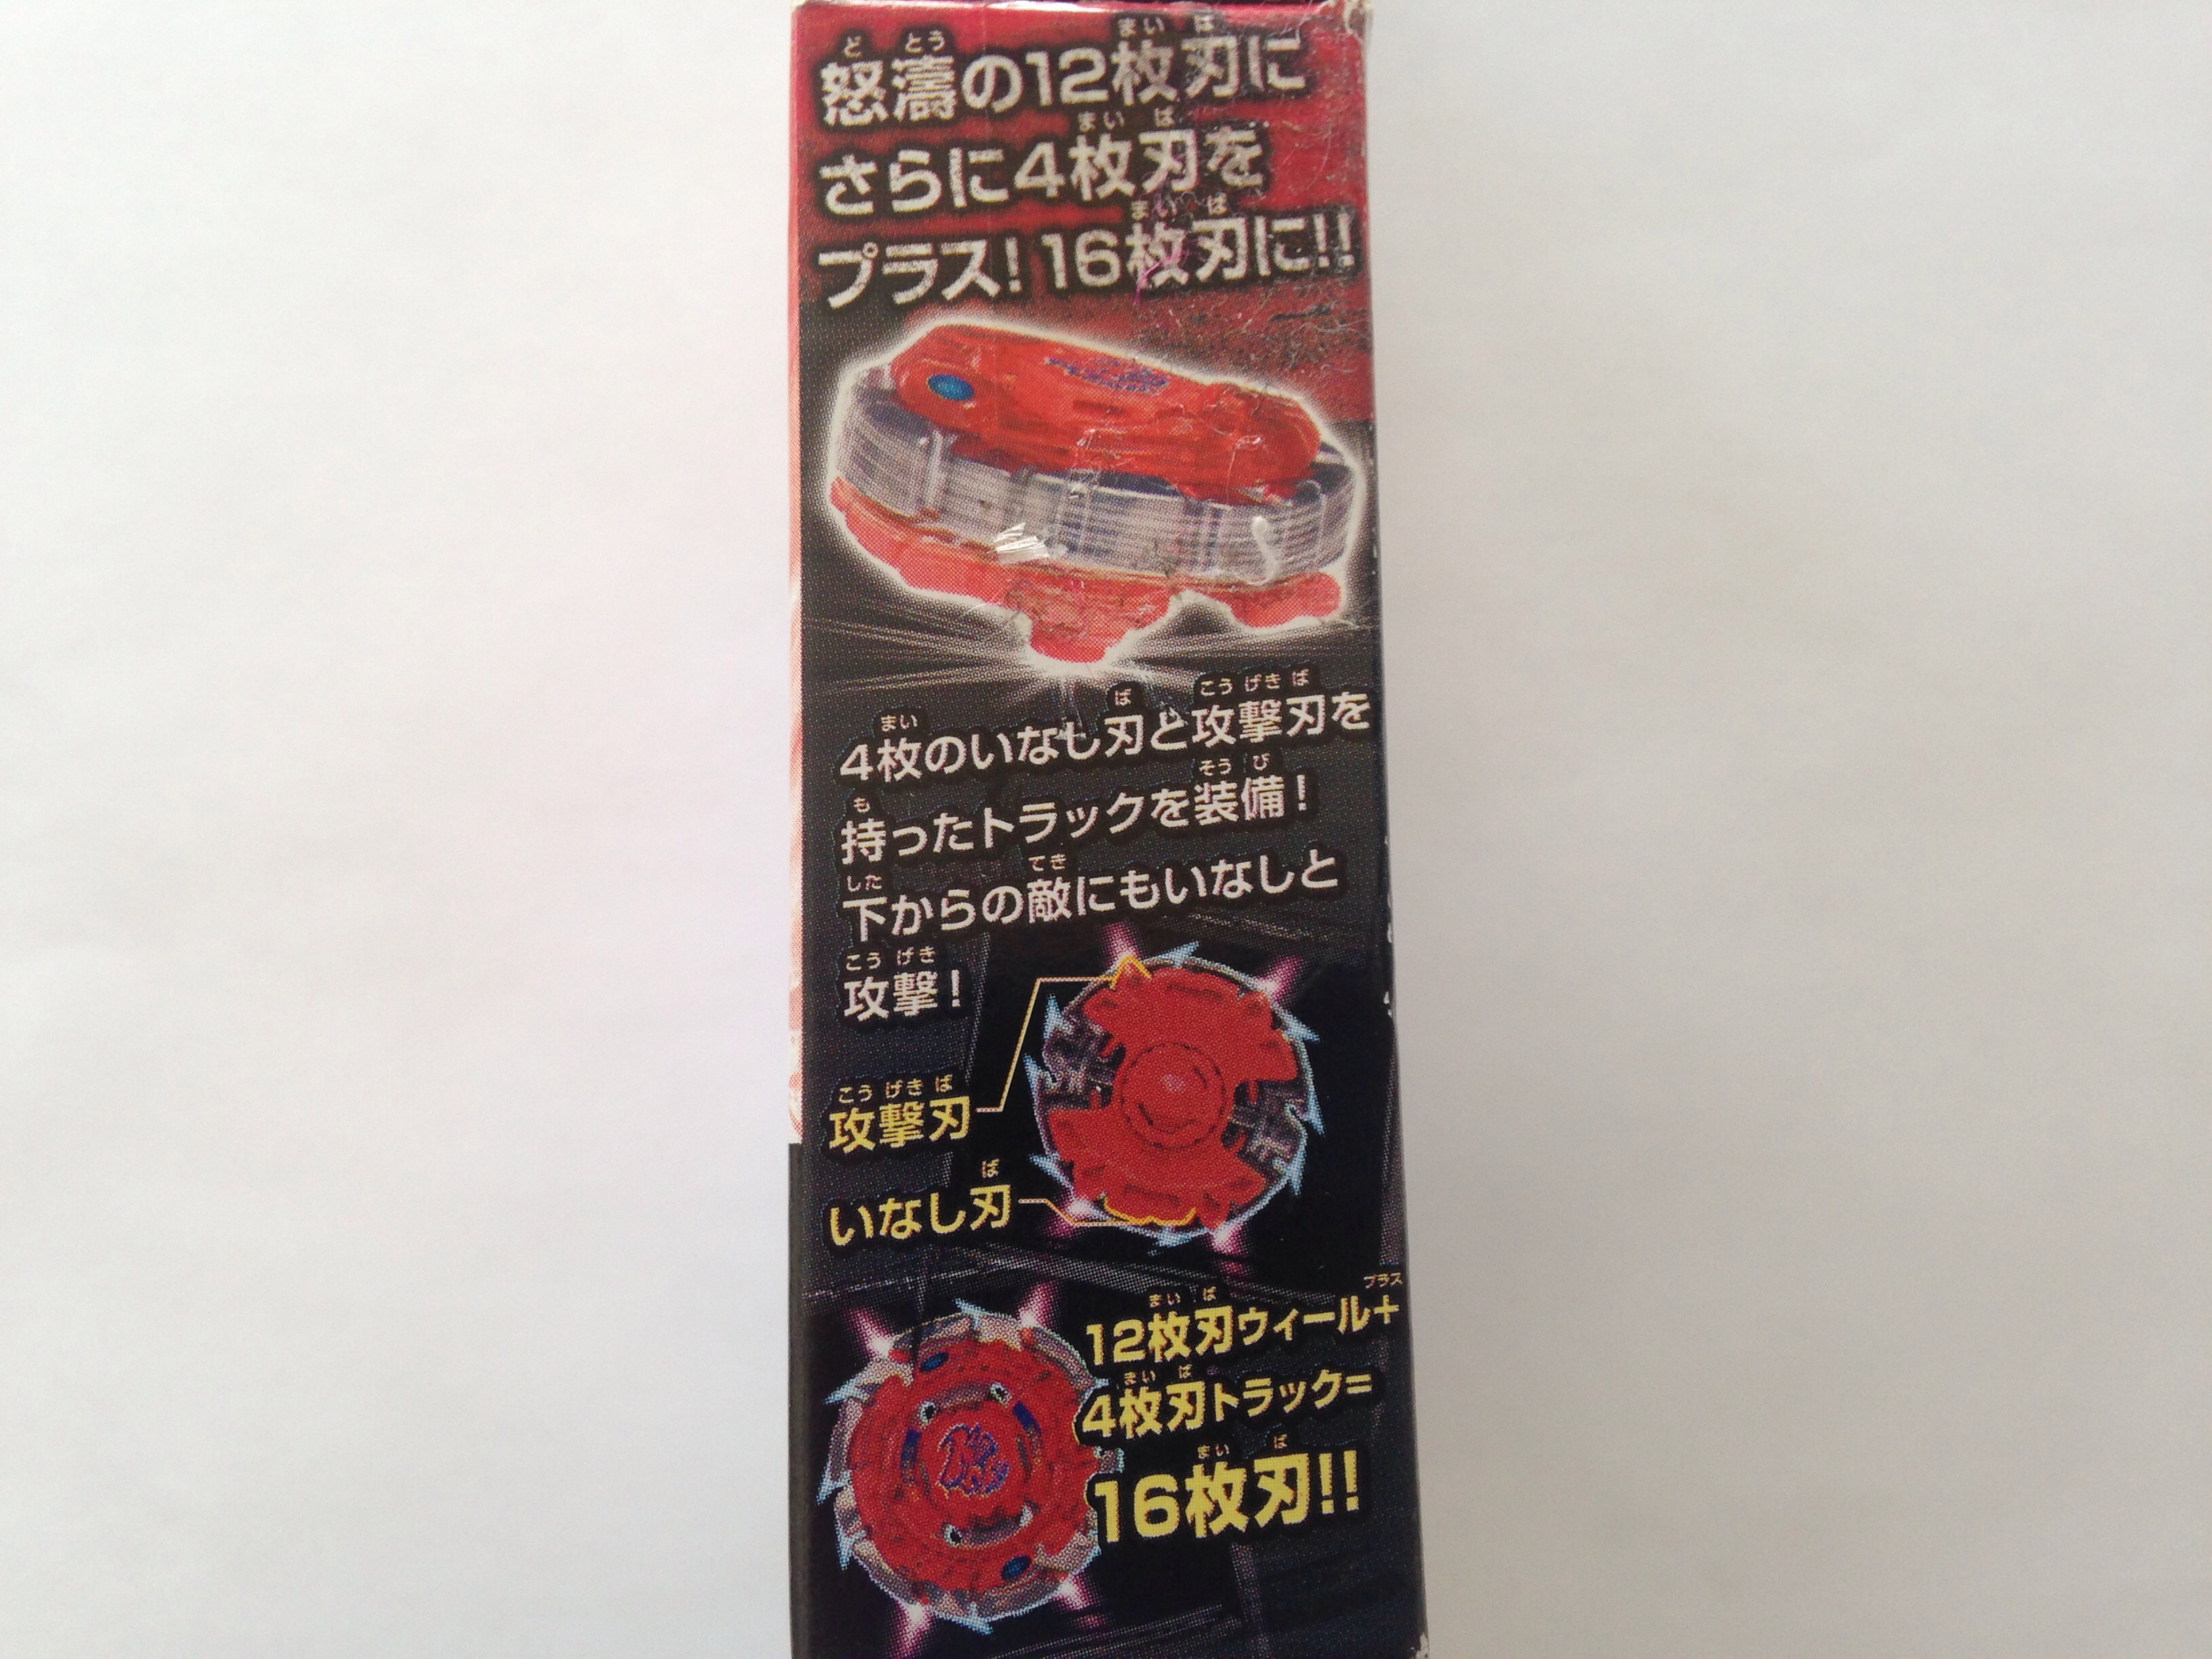 怒濤の12枚刃に
さらに4枚刃を
プラス! 16枚刃に!!
4枚のいなし刃と攻撃刃を
持ったトラックを装備!
下からの敵にもいなしと
攻撃!
攻撃刃
いなし刃
12枚刃ウィール+
4枚刃トラック=
16枚刃!!